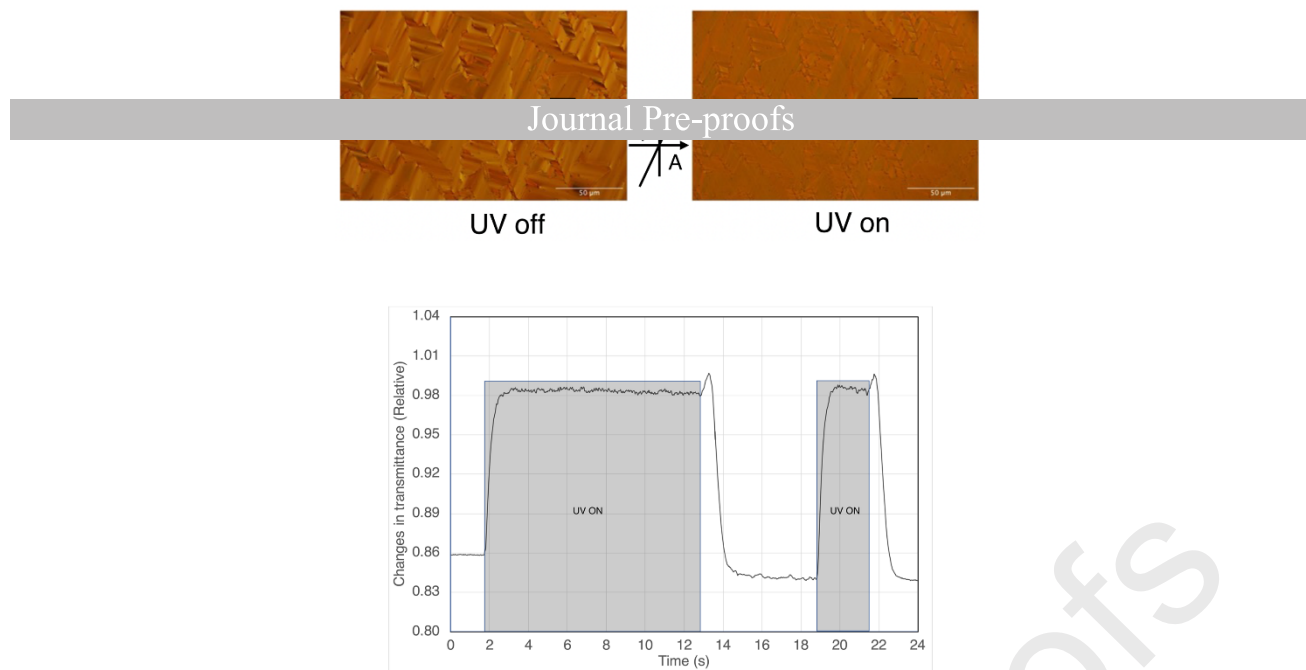 Journal Pre-proofs
A
50 µm
50 µm
UV off
UV on
Changes in transmittance (Relative)
1.04
1.01
0.98
0.95
0.92
0.89
0.86
0.83
0.80
UV ON
UV ON
0 2 4 6 8 10 12 14 16 18 20 22 24
Time (s)
ofs